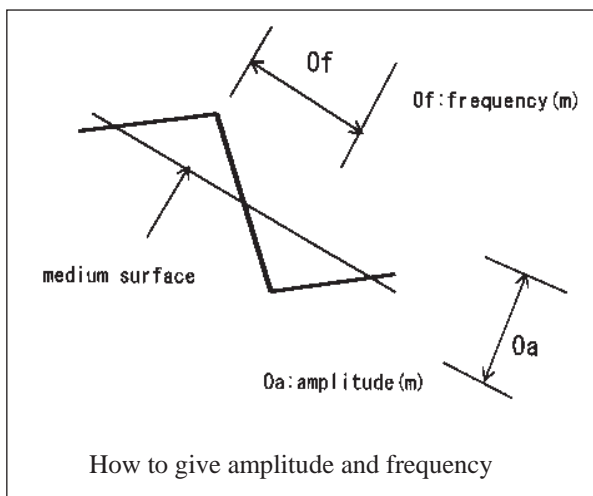 Of
Of:frequency(m)
medium surface
Oa
Oa:amplitude(m)
How to give amplitude and frequency